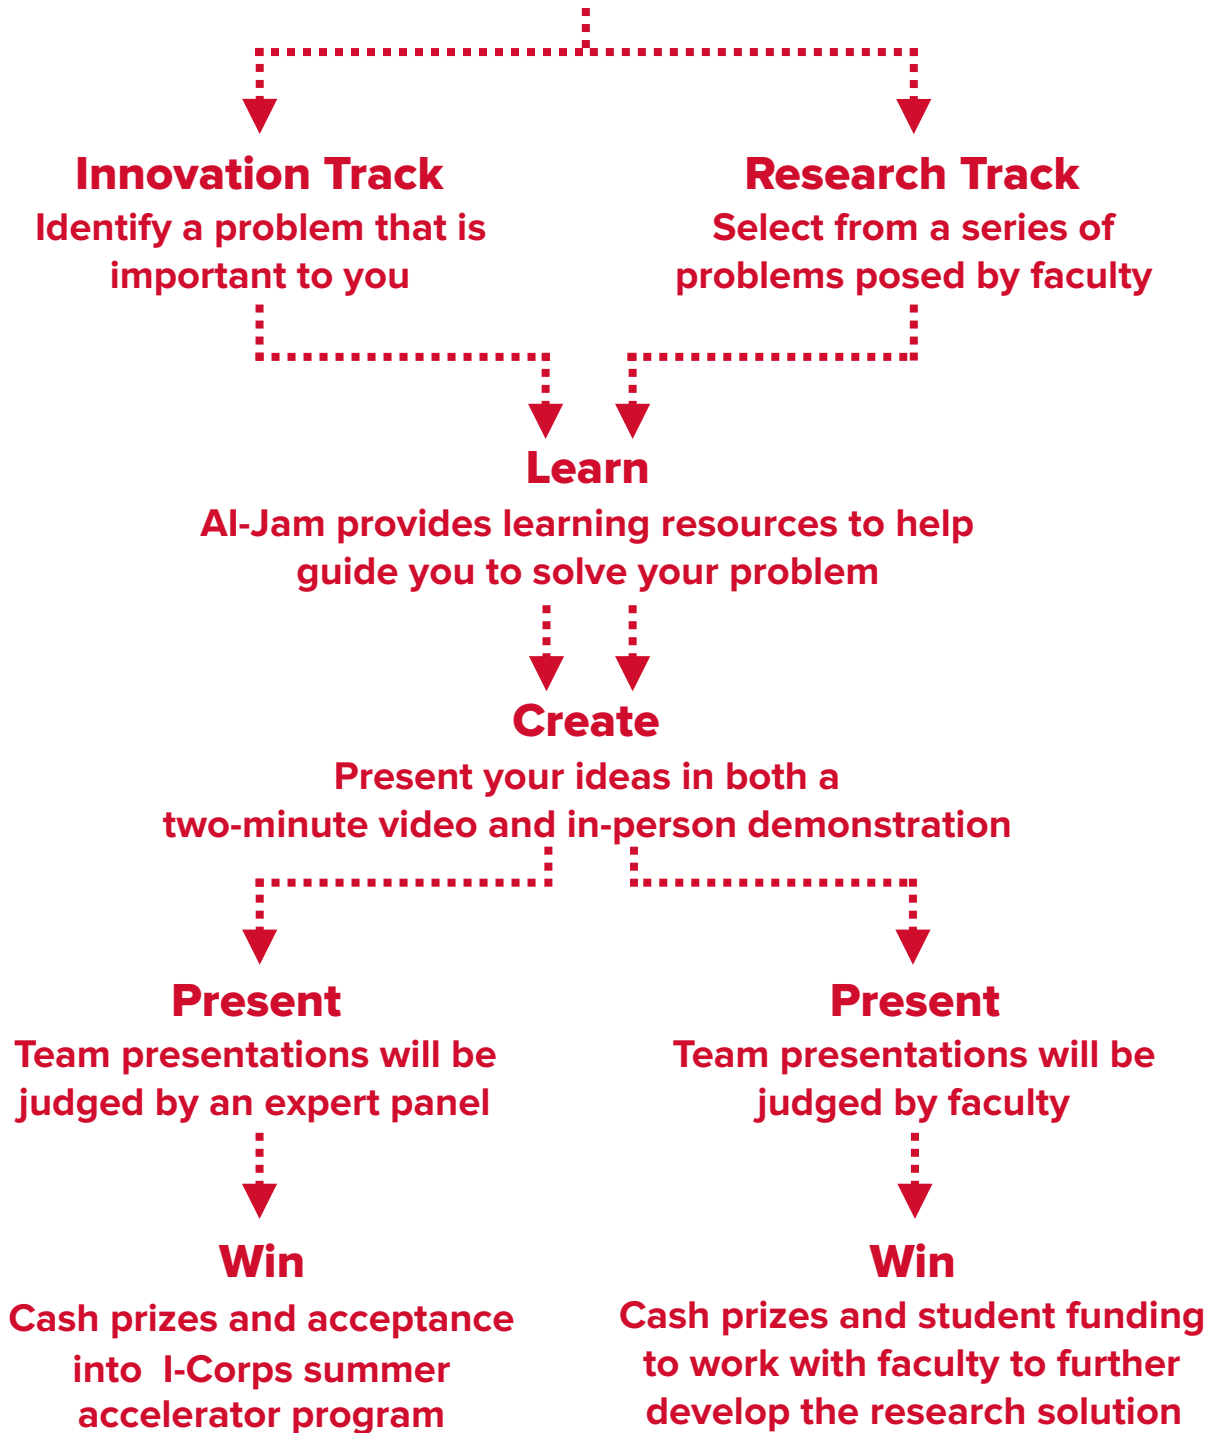 Innovation Track
Identify a problem that is
important to you
Research Track
Select from a series of
problems posed by faculty
Learn
AI-Jam provides learning resources to help
guide you to solve your problem
Create
Present your ideas in both a
two-minute video and in-person demonstration
Present
Team presentations will be
judged by an expert panel
Present
Team presentations will be
judged by faculty
Win
Cash prizes and acceptance
into I-Corps summer
accelerator program
Win
Cash prizes and student funding
to work with faculty to further
develop the research solution